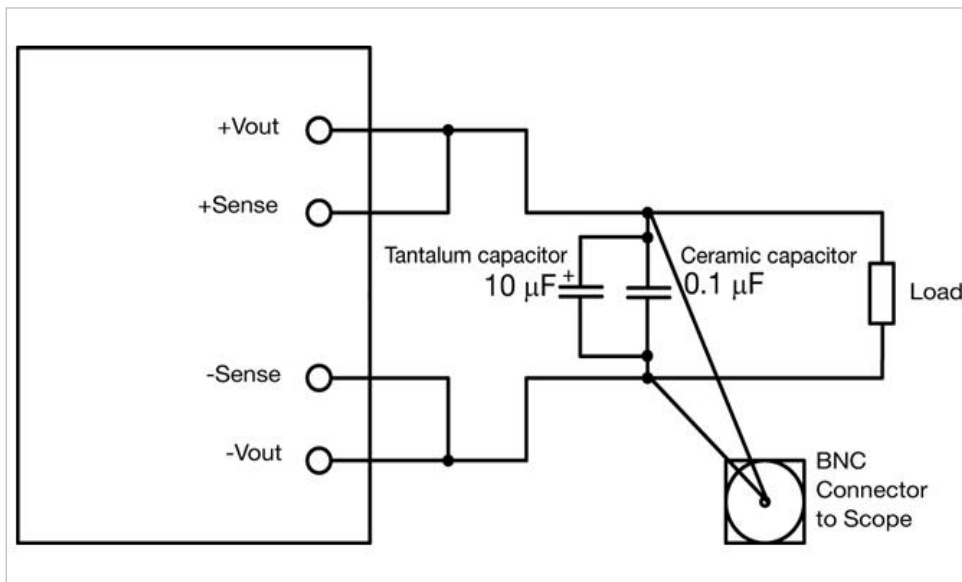 +Vout
+Sense
Tantalum capacitor
10 µF
+
Ceramic capacitor
0.1 µF
Load
-Sense
-Vout
BNC
Connector
to Scope